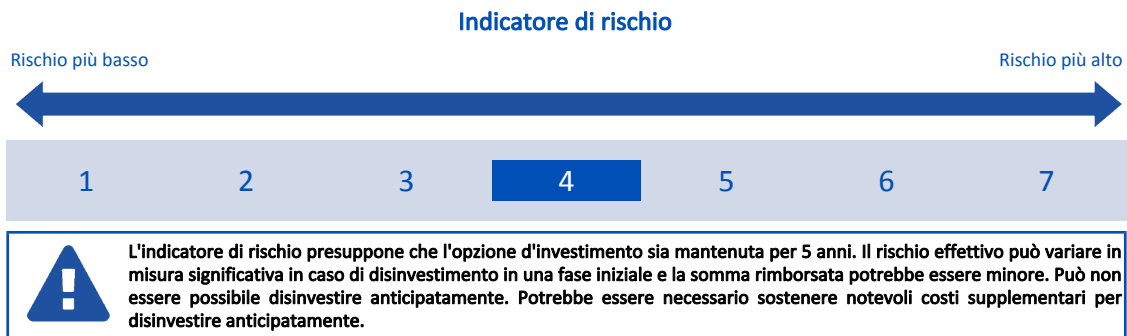 Indicatore di rischio
Rischio più basso Rischio più alto
1 2 3 4 5 6 7
L'indicatore di rischio presuppone che l'opzione d'investimento sia mantenuta per 5 anni. Il rischio effettivo può variare in
misura significativa in caso di disinvestimento in una fase iniziale e la somma rimborsata potrebbe essere minore. Può non
essere possibile disinvestire anticipatamente. Potrebbe essere necessario sostenere notevoli costi supplementari per
disinvestire anticipatamente.